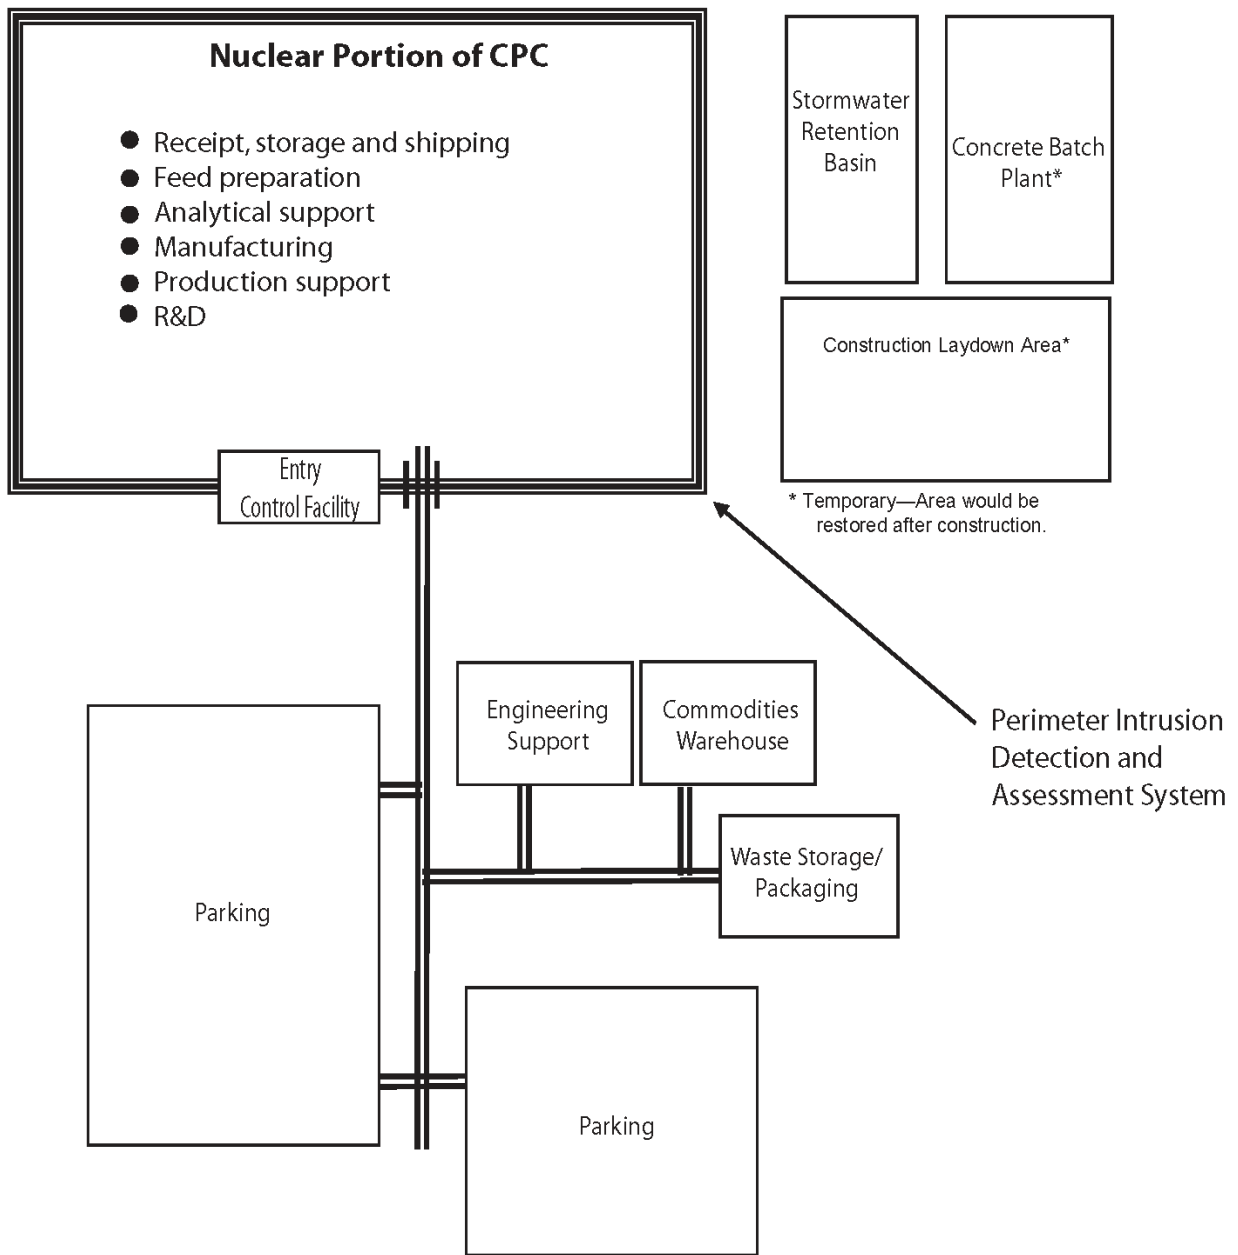 Nuclear Portion of CPC
● Receipt, storage and shipping
● Feed preparation
● Analytical support
● Manufacturing
● Production support
● R&D
Entry
Control Facility
Stormwater
Retention
Basin
Concrete Batch
Plant*
Construction Laydown Area*
* Temporary—Area would be
restored after construction.
Engineering
Support
Commodities
Warehouse
Perimeter Intrusion
Detection and
Assessment System
Waste Storage/
Packaging
Parking
Parking